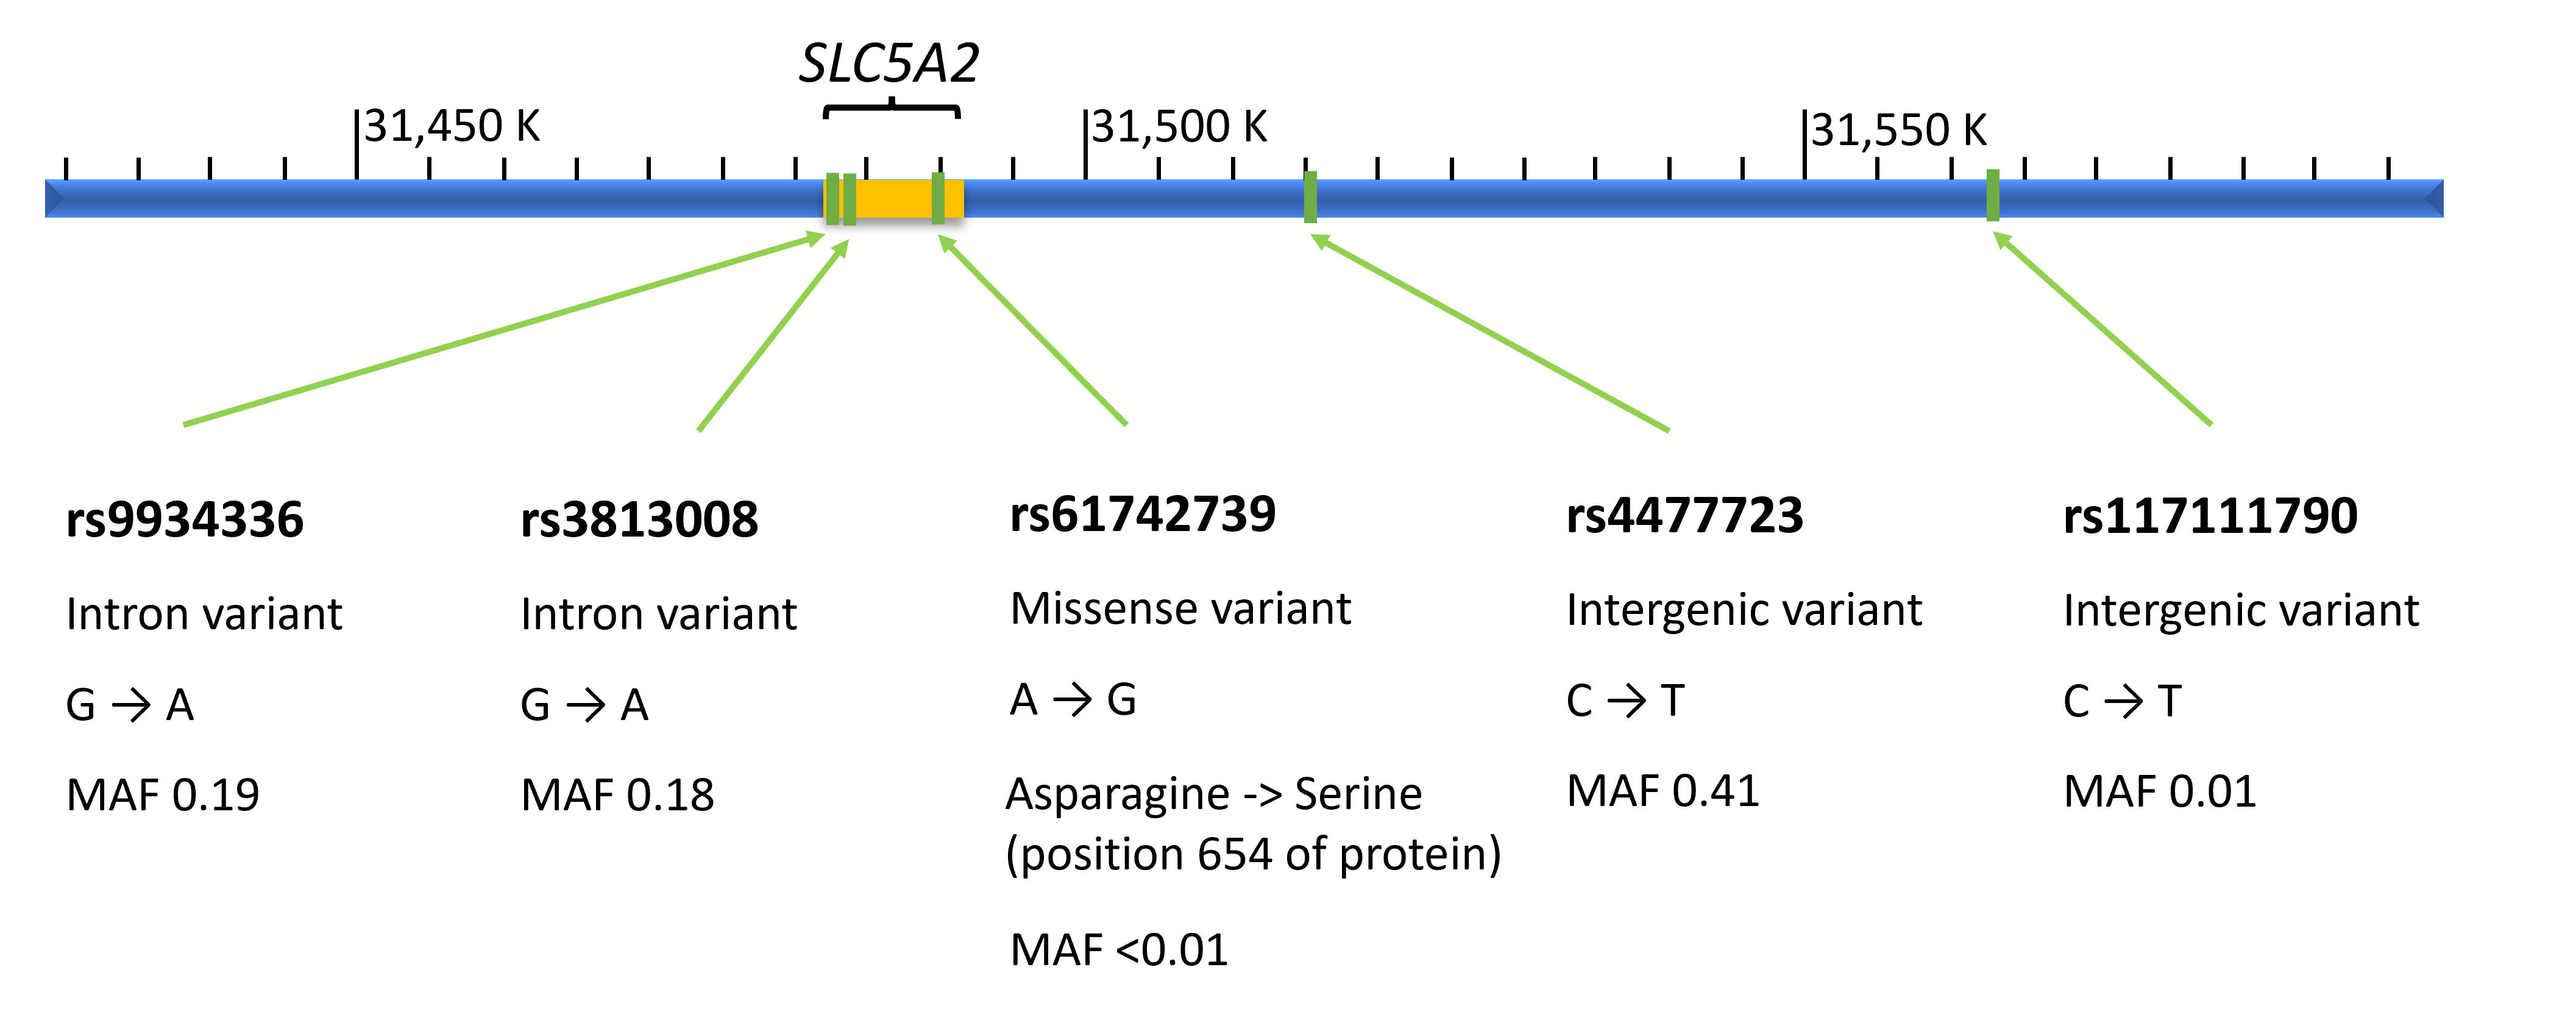 SLC5A2
31,450 K
31,500 K
31,550 K
rs9934336
Intron variant
G → A
MAF 0.19
rs3813008
Intron variant
G → A
MAF 0.18
rs61742739
Missense variant
A → G
Asparagine -> Serine
(position 654 of protein)
MAF <0.01
rs4477723
Intergenic variant
C → T
MAF 0.41
rs117111790
Intergenic variant
C → T
MAF 0.01